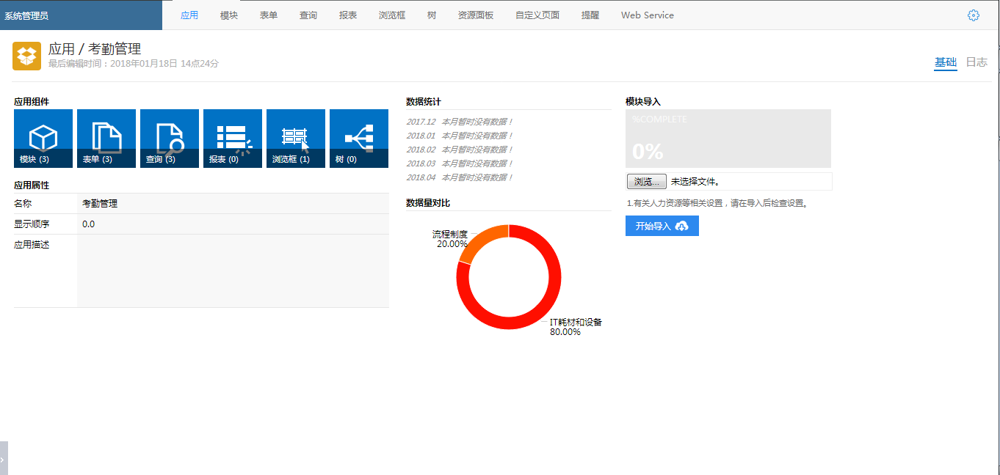 系统管理员
应用 模块 表单 查询 报表 浏览框 树 资源面板 自定义页面 提醒 Web Service
应用 / 考勤管理
最后编辑时间：2018年01月18日 14点24分
基础 日志
应用组件
模块 (3) 表单 (3) 查询 (3) 报表 (0) 浏览框 (1) 树 (0)
应用属性
名称 考勤管理
显示顺序 0.0
应用描述
数据统计
2017.12 本月暂时没有数据！
2018.01 本月暂时没有数据！
2018.02 本月暂时没有数据！
2018.03 本月暂时没有数据！
2018.04 本月暂时没有数据！
数据量对比
流程制度
20.00%
IT耗材和设备
80.00%
模块导入
%COMPLETE
0%
浏览... 未选择文件。
1.有关人力资源等相关设置，请在导入后检查设置。
开始导入